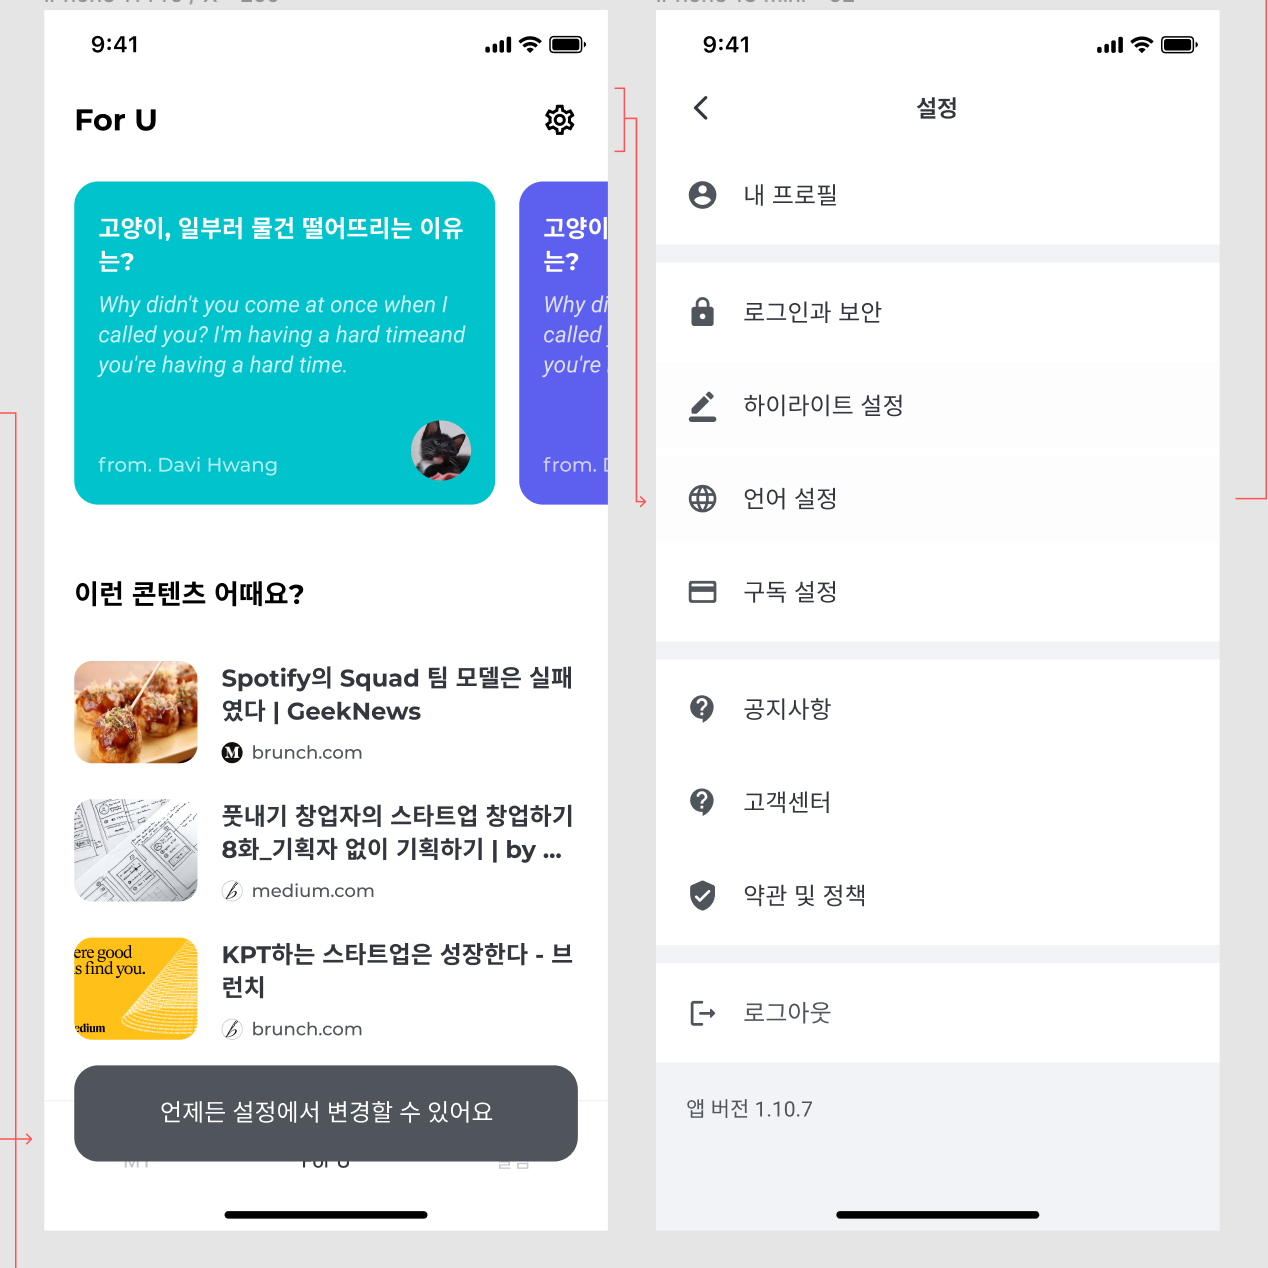 9:41
For U
고양이, 일부러 물건 떨어뜨리는 이유
는?
Why didn't you come at once when I
called you? I'm having a hard timeand
you're having a hard time.
from. Davi Hwang
고양이
는?
Why di
called
you're
from.
이런 콘텐츠 어때요?
Spotify의 Squad 팀 모델은 실패
였다 | GeekNews
M brunch.com
풋내기 창업자의 스타트업 창업하기
8화_기획자 없이 기획하기 | by ...
medium.com
ere good
s find you.
edium
KPT하는 스타트업은 성장한다 - 브
런치
brunch.com
언제든 설정에서 변경할 수 있어요
MY
For U
9:41
설정
내 프로필
로그인과 보안
하이라이트 설정
언어 설정
구독 설정
공지사항
고객센터
약관 및 정책
로그아웃
앱 버전 1.10.7